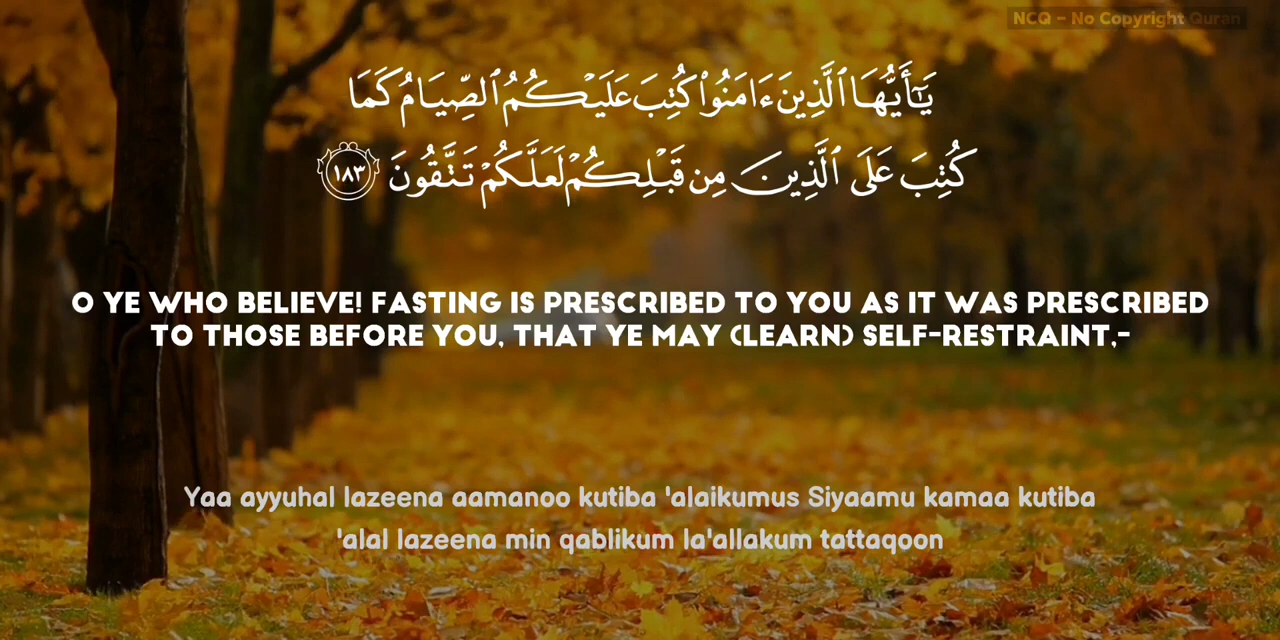 NCQ - No Copyright Quran
يَٰٓأَيُّهَا ٱلَّذِينَ ءَامَنُوا۟ كُتِبَ عَلَيْكُمُ ٱلصِّيَامُ كَمَا
كُتِبَ عَلَى ٱلَّذِينَ مِن قَبْلِكُمْ لَعَلَّكُمْ تَتَّقُونَ ١٨٣
O YE WHO BELIEVE! FASTING IS PRESCRIBED TO YOU AS IT WAS PRESCRIBED
TO THOSE BEFORE YOU, THAT YE MAY (LEARN) SELF-RESTRAINT,-
Yaa ayyuhal lazeena aamanoo kutiba 'alaikumus Siyaamu kamaa kutiba
'alal lazeena min qablikum la'allakum tattaqoon